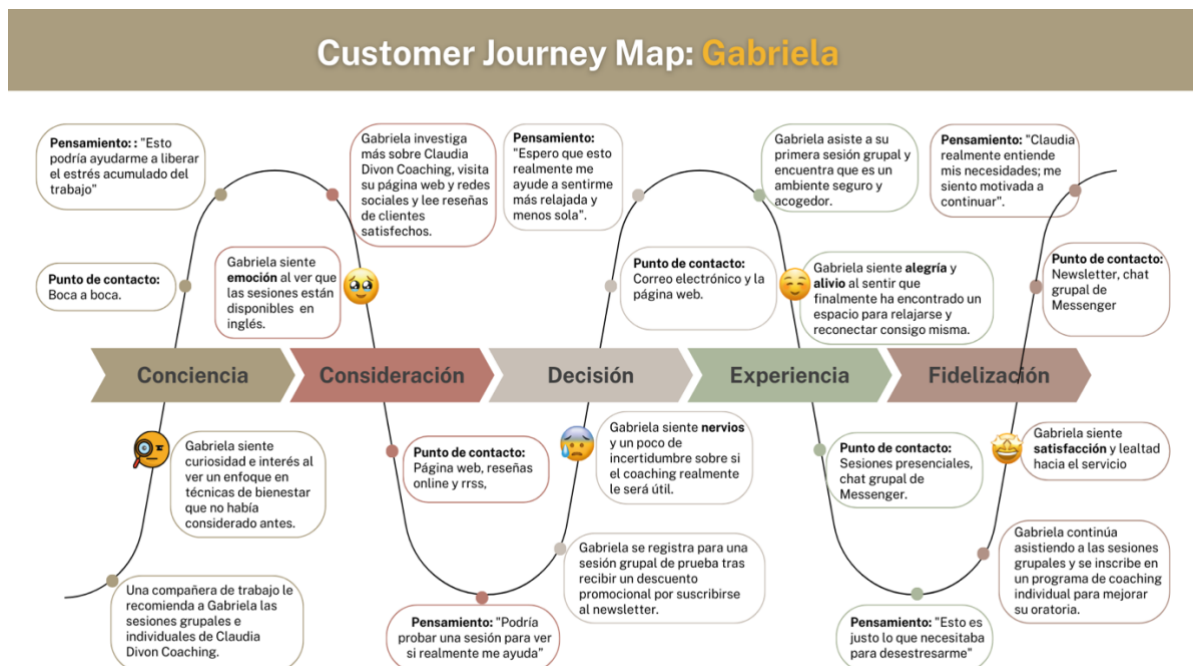 Customer Journey Map: Gabriela
Pensamiento: : "Esto
podría ayudarme a liberar
el estrés acumulado del
trabajo"
Punto de contacto:
Boca a boca.
Conciencia
Gabriela siente
curiosidad e interés al
ver un enfoque en
técnicas de bienestar
que no había
considerado antes.
Una compañera de trabajo le
recomienda a Gabriela las
sesiones grupales e
individuales de Claudia
Divon Coaching.
Gabriela investiga
más sobre Claudia
Divon Coaching, visita
su página web y redes
sociales y lee reseñas
de clientes
satisfechos.
Gabriela siente
emoción al ver que
las sesiones están
disponibles en
inglés.
Consideración
Punto de contacto:
Página web, reseñas
online y rrss,
Pensamiento: "Podría
probar una sesión para ver
si realmente me ayuda"
Pensamiento:
"Espero que esto
realmente me
ayude a sentirme
más relajada y
menos sola".
Punto de contacto:
Correo electrónico y la
página web.
Decisión
Gabriela siente nervios
y un poco de
incertidumbre sobre si
el coaching realmente
le será útil.
Gabriela se registra para una
sesión grupal de prueba tras
recibir un descuento
promocional por suscribirse
al newsletter.
Gabriela asiste a su
primera sesión grupal y
encuentra que es un
ambiente seguro y
acogedor.
Gabriela siente alegría y
alivio al sentir que
finalmente ha encontrado un
espacio para relajarse y
reconectar consigo misma.
Experiencia
Punto de contacto:
Sesiones presenciales,
chat grupal de
Messenger.
Pensamiento: "Esto es
justo lo que necesitaba
para desestresarme"
Pensamiento: "Claudia
realmente entiende
mis necesidades; me
siento motivada a
continuar".
Punto de contacto:
Newsletter, chat
grupal de
Messenger
Fidelización
Gabriela siente
satisfacción y lealtad
hacia el servicio
Gabriela continúa
asistiendo a las sesiones
grupales y se inscribe en
un programa de coaching
individual para mejorar
su oratoria.